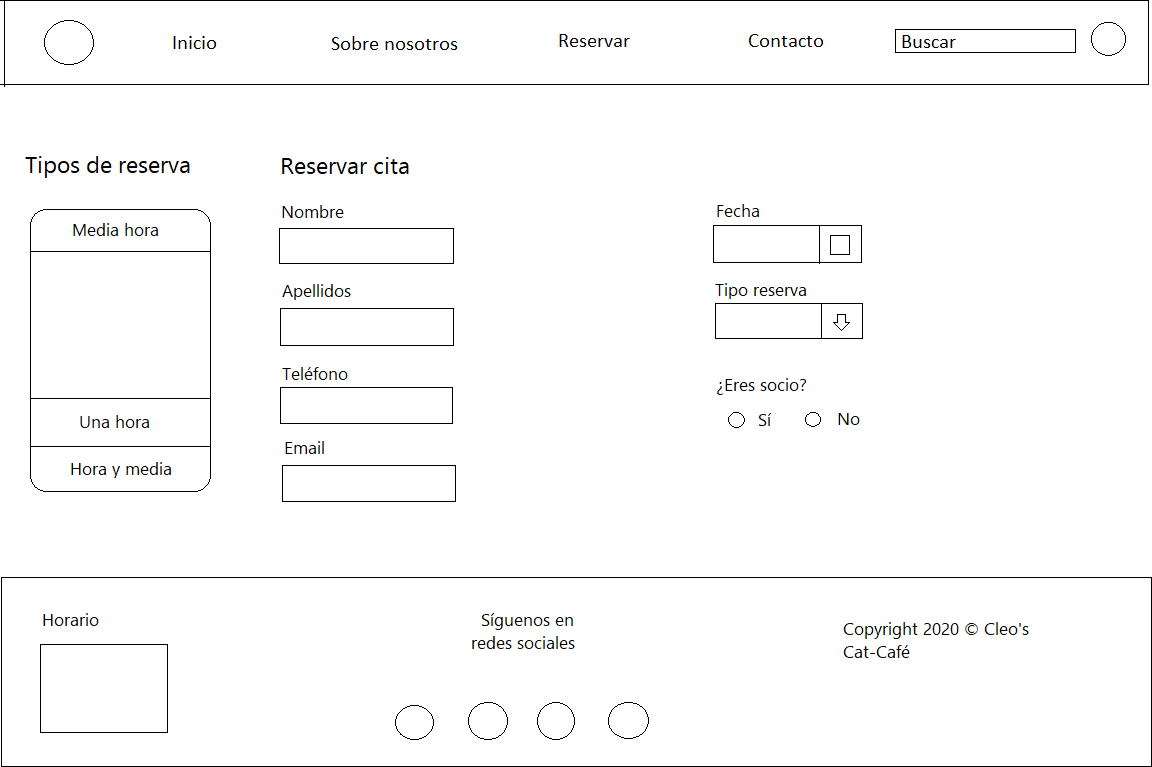 Inicio
Sobre nosotros
Reservar
Contacto
Buscar
Tipos de reserva
Media hora
Una hora
Hora y media
Reservar cita
Nombre
Apellidos
Teléfono
Email
Fecha
Tipo reserva
¿Eres socio?
Sí
No
Horario
Síguenos en
redes sociales
Copyright 2020 © Cleo's
Cat-Café